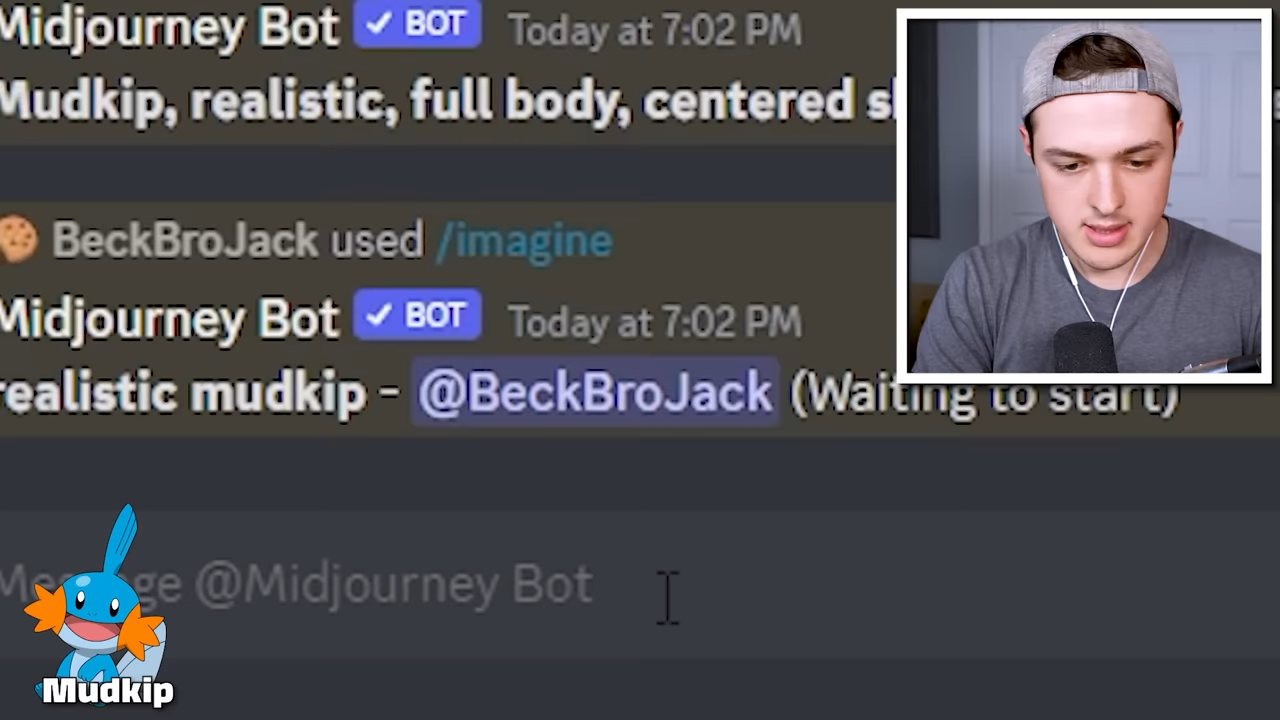 Midjourney Bot ✓ BOT Today at 7:02 PM
Mudkip, realistic, full body, centered
BeckBroJack used /imagine
Midjourney Bot ✓ BOT Today at 7:02 PM
realistic mudkip - @BeckBroJack (Waiting to start)
Message @Midjourney Bot
Mudkip